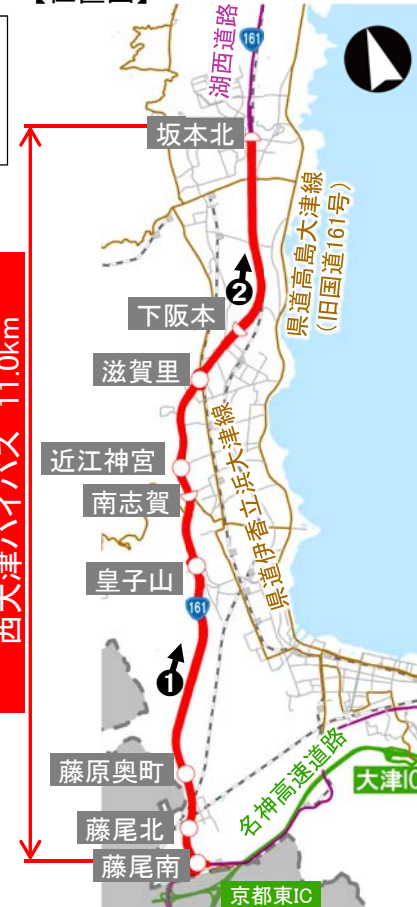 161
湖西道路
坂本北
県道高島大津線
(旧国道161号)
❷
下阪本
滋賀里
西大津バイパス 11.0km
近江神宮
県道伊香立浜大津線
南志賀
皇子山
161
❶
藤原奥町
名神高速道路
大津IC
藤尾北
藤尾南
京都東IC